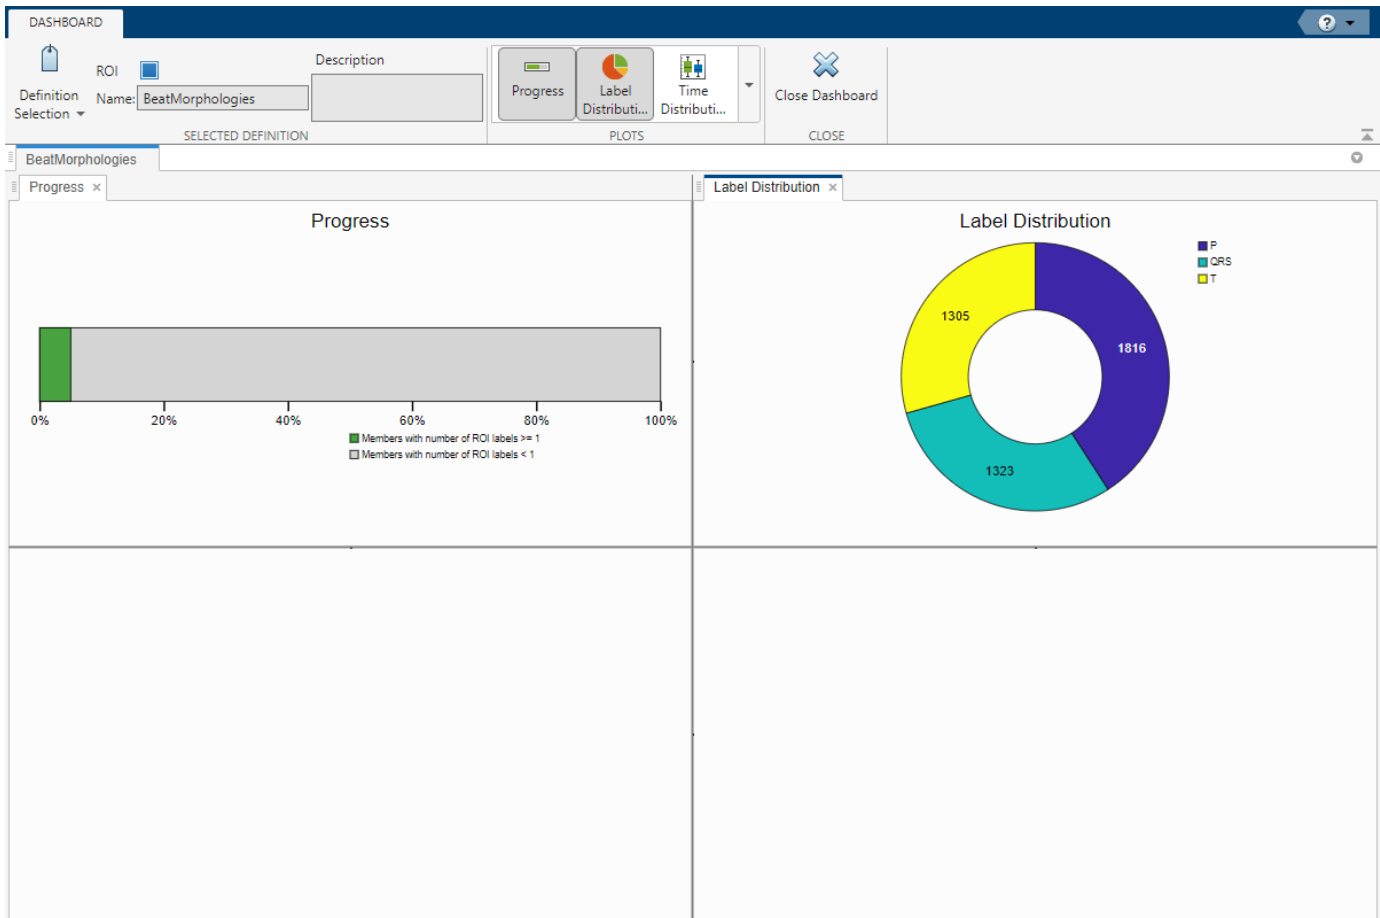 DASHBOARD
?
Definition
Selection
ROI
Name: BeatMorphologies
Description
SELECTED DEFINITION
Progress
Label
Distributi...
Time
Distributi...
PLOTS
Close Dashboard
CLOSE
BeatMorphologies
Progress
Label Distribution
Progress
0% 20% 40% 60% 80% 100%
Members with number of ROI labels >= 1
Members with number of ROI labels < 1
Label Distribution
P
QRS
T
1305
1816
1323